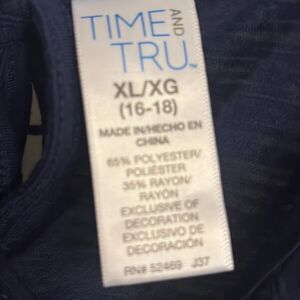 TIME AND
TRU™
XL/XG
(16-18)
MADE IN/HECHO EN
CHINA
65% POLYESTER/
POLIÉSTER
35% RAYON/
RAYÓN
EXCLUSIVE OF
DECORATION
EXCLUSIVO DE
DECORACIÓN
RN# 52469 J37